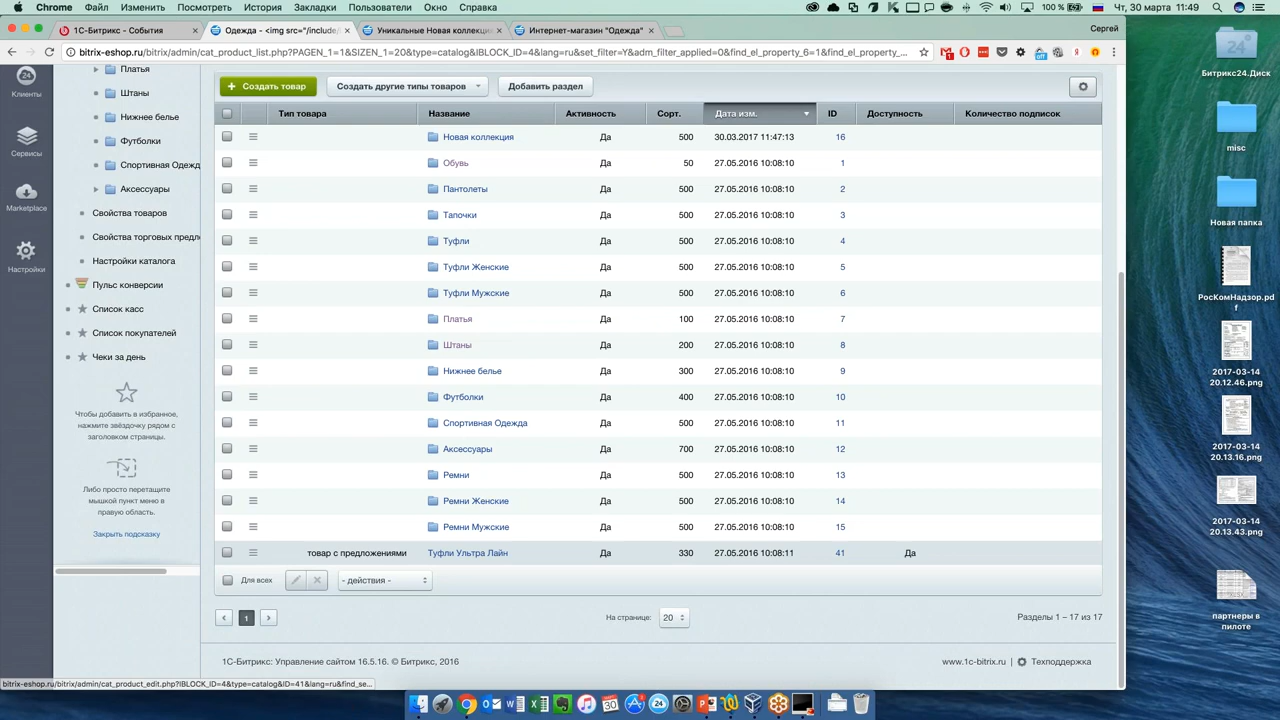 Chrome Файл Изменить Посмотреть История Закладки Пользователи Окно Справка 100 % Чт, 30 марта 11:49
1С-Битрикс - События Одежда - <img src="/include/ Уникальные Новая коллекци Интернет-магазин "Одежда" Сергей
bitrix-eshop.ru/bitrix/admin/cat_product_list.php?PAGEN_1=1&SIZEN_1=20&type=catalog&IBLOCK_ID=4&lang=ru&set_filter=Y&adm_filter_applied=0&find_el_property_6=1&find_el_property_...
24
Клиенты
Сервисы
Marketplace
Настройки
Платья
Штаны
Нижнее белье
Футболки
Спортивная Одежд
Аксессуары
Свойства товаров
Свойства торговых предл
Настройки каталога
Пульс конверсии
Список касс
Список покупателей
Чеки за день
Чтобы добавить в избранное,
нажмите звёздочку рядом с
заголовком страницы.
Либо просто перетащите
мышкой пункт меню в
правую область.
Закрыть подсказку
+ Создать товар Создать другие типы товаров Добавить раздел
Тип товара Название Активность Сорт. Дата изм. ID Доступность Количество подписок
Новая коллекция Да 500 30.03.2017 11:47:13 16
Обувь Да 50 27.05.2016 10:08:10 1
Пантолеты Да 500 27.05.2016 10:08:10 2
Тапочки Да 500 27.05.2016 10:08:10 3
Туфли Да 500 27.05.2016 10:08:10 4
Туфли Женские Да 500 27.05.2016 10:08:10 5
Туфли Мужские Да 500 27.05.2016 10:08:10 6
Платья Да 100 27.05.2016 10:08:10 7
Штаны Да 200 27.05.2016 10:08:10 8
Нижнее белье Да 300 27.05.2016 10:08:10 9
Футболки Да 400 27.05.2016 10:08:10 10
Спортивная Одежда Да 500 27.05.2016 10:08:10 11
Аксессуары Да 700 27.05.2016 10:08:10 12
Ремни Да 500 27.05.2016 10:08:10 13
Ремни Женские Да 500 27.05.2016 10:08:10 14
Ремни Мужские Да 500 27.05.2016 10:08:10 15
товар с предложениями Туфли Ультра Лайн Да 330 27.05.2016 10:08:11 41 Да
Для всех - действия -
1 На странице: 20 Разделы 1 – 17 из 17
1С-Битрикс: Управление сайтом 16.5.16. © Битрикс, 2016 www.1c-bitrix.ru Техподдержка
bitrix-eshop.ru/bitrix/admin/cat_product_edit.php?IBLOCK_ID=4&type=catalog&ID=41&lang=ru&find_se...
24
Битрикс24.Диск
misc
Новая папка
РосКомНадзор.pd
f
2017-03-14
20.12.46.png
2017-03-14
20.13.16.png
2017-03-14
20.13.43.png
XLSX
партнеры в
пилоте